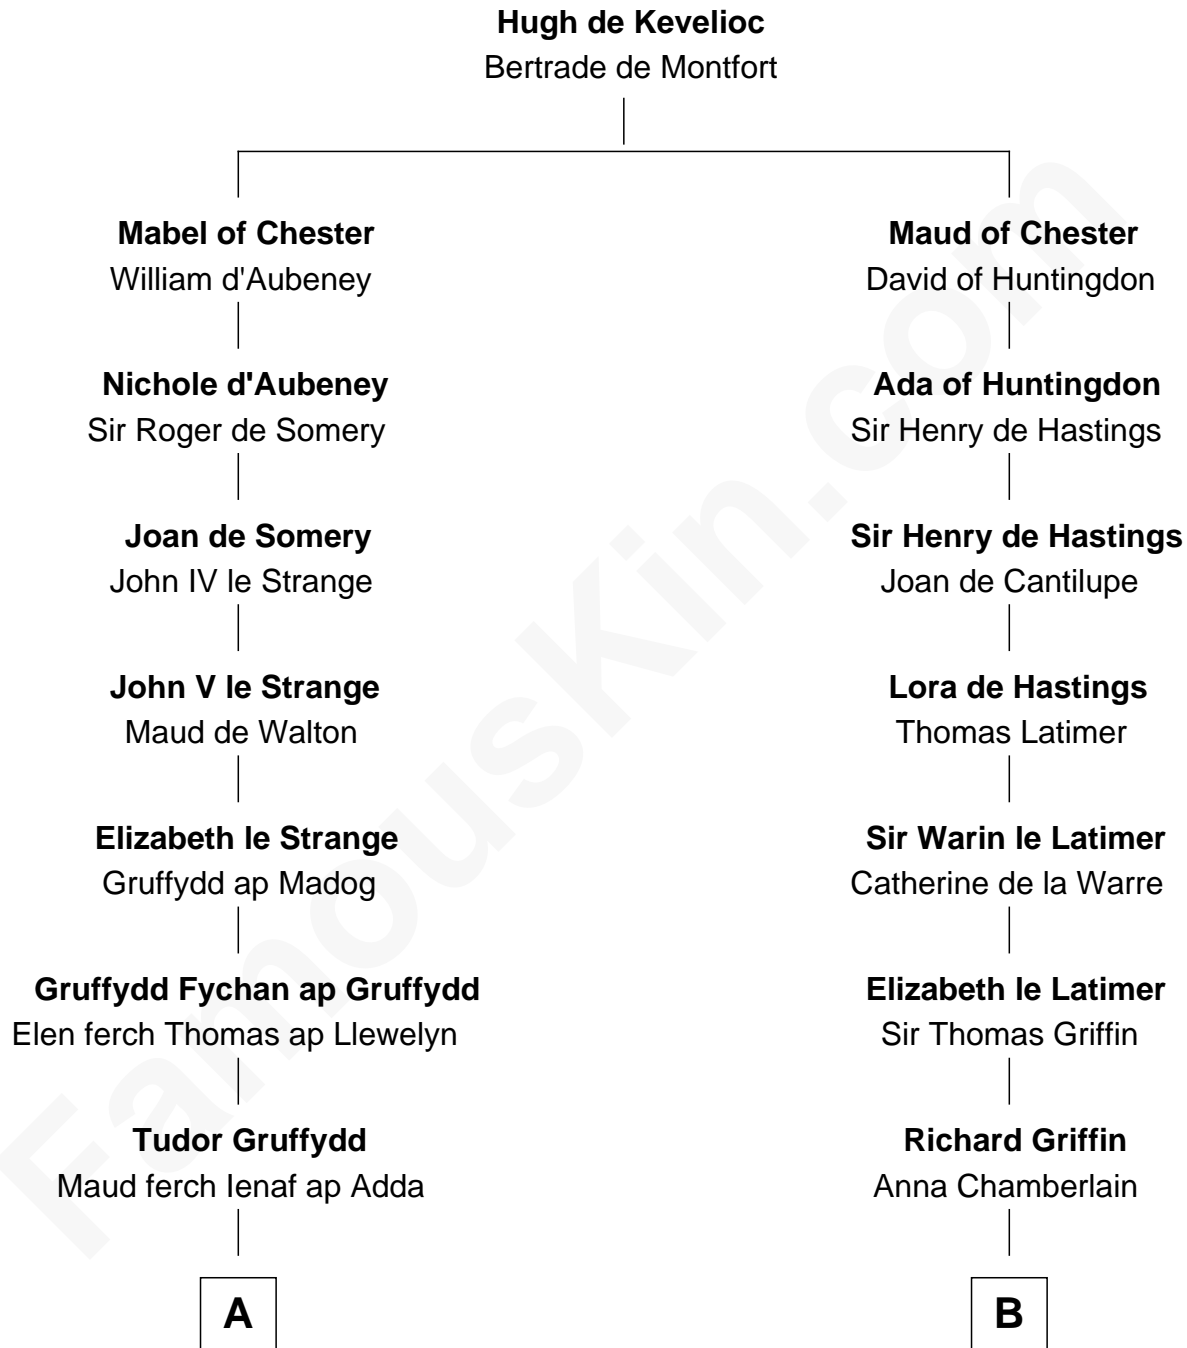 Hugh de Kevelioc
Bertrade de Montfort
Mabel of Chester
William d'Aubeney
Maud of Chester
David of Huntingdon
Nichole d'Aubeney
Sir Roger de Somery
Ada of Huntingdon
Sir Henry de Hastings
Joan de Somery
John IV le Strange
Sir Henry de Hastings
Joan de Cantilupe
John V le Strange
Maud de Walton
Lora de Hastings
Thomas Latimer
Elizabeth le Strange
Gruffydd ap Madog
Sir Warin le Latimer
Catherine de la Warre
Gruffydd Fychan ap Gruffydd
Elen ferch Thomas ap Llewelyn
Elizabeth le Latimer
Sir Thomas Griffin
Tudor Gruffydd
Maud ferch Ienaf ap Adda
Richard Griffin
Anna Chamberlain
A
B
FamousKin.com